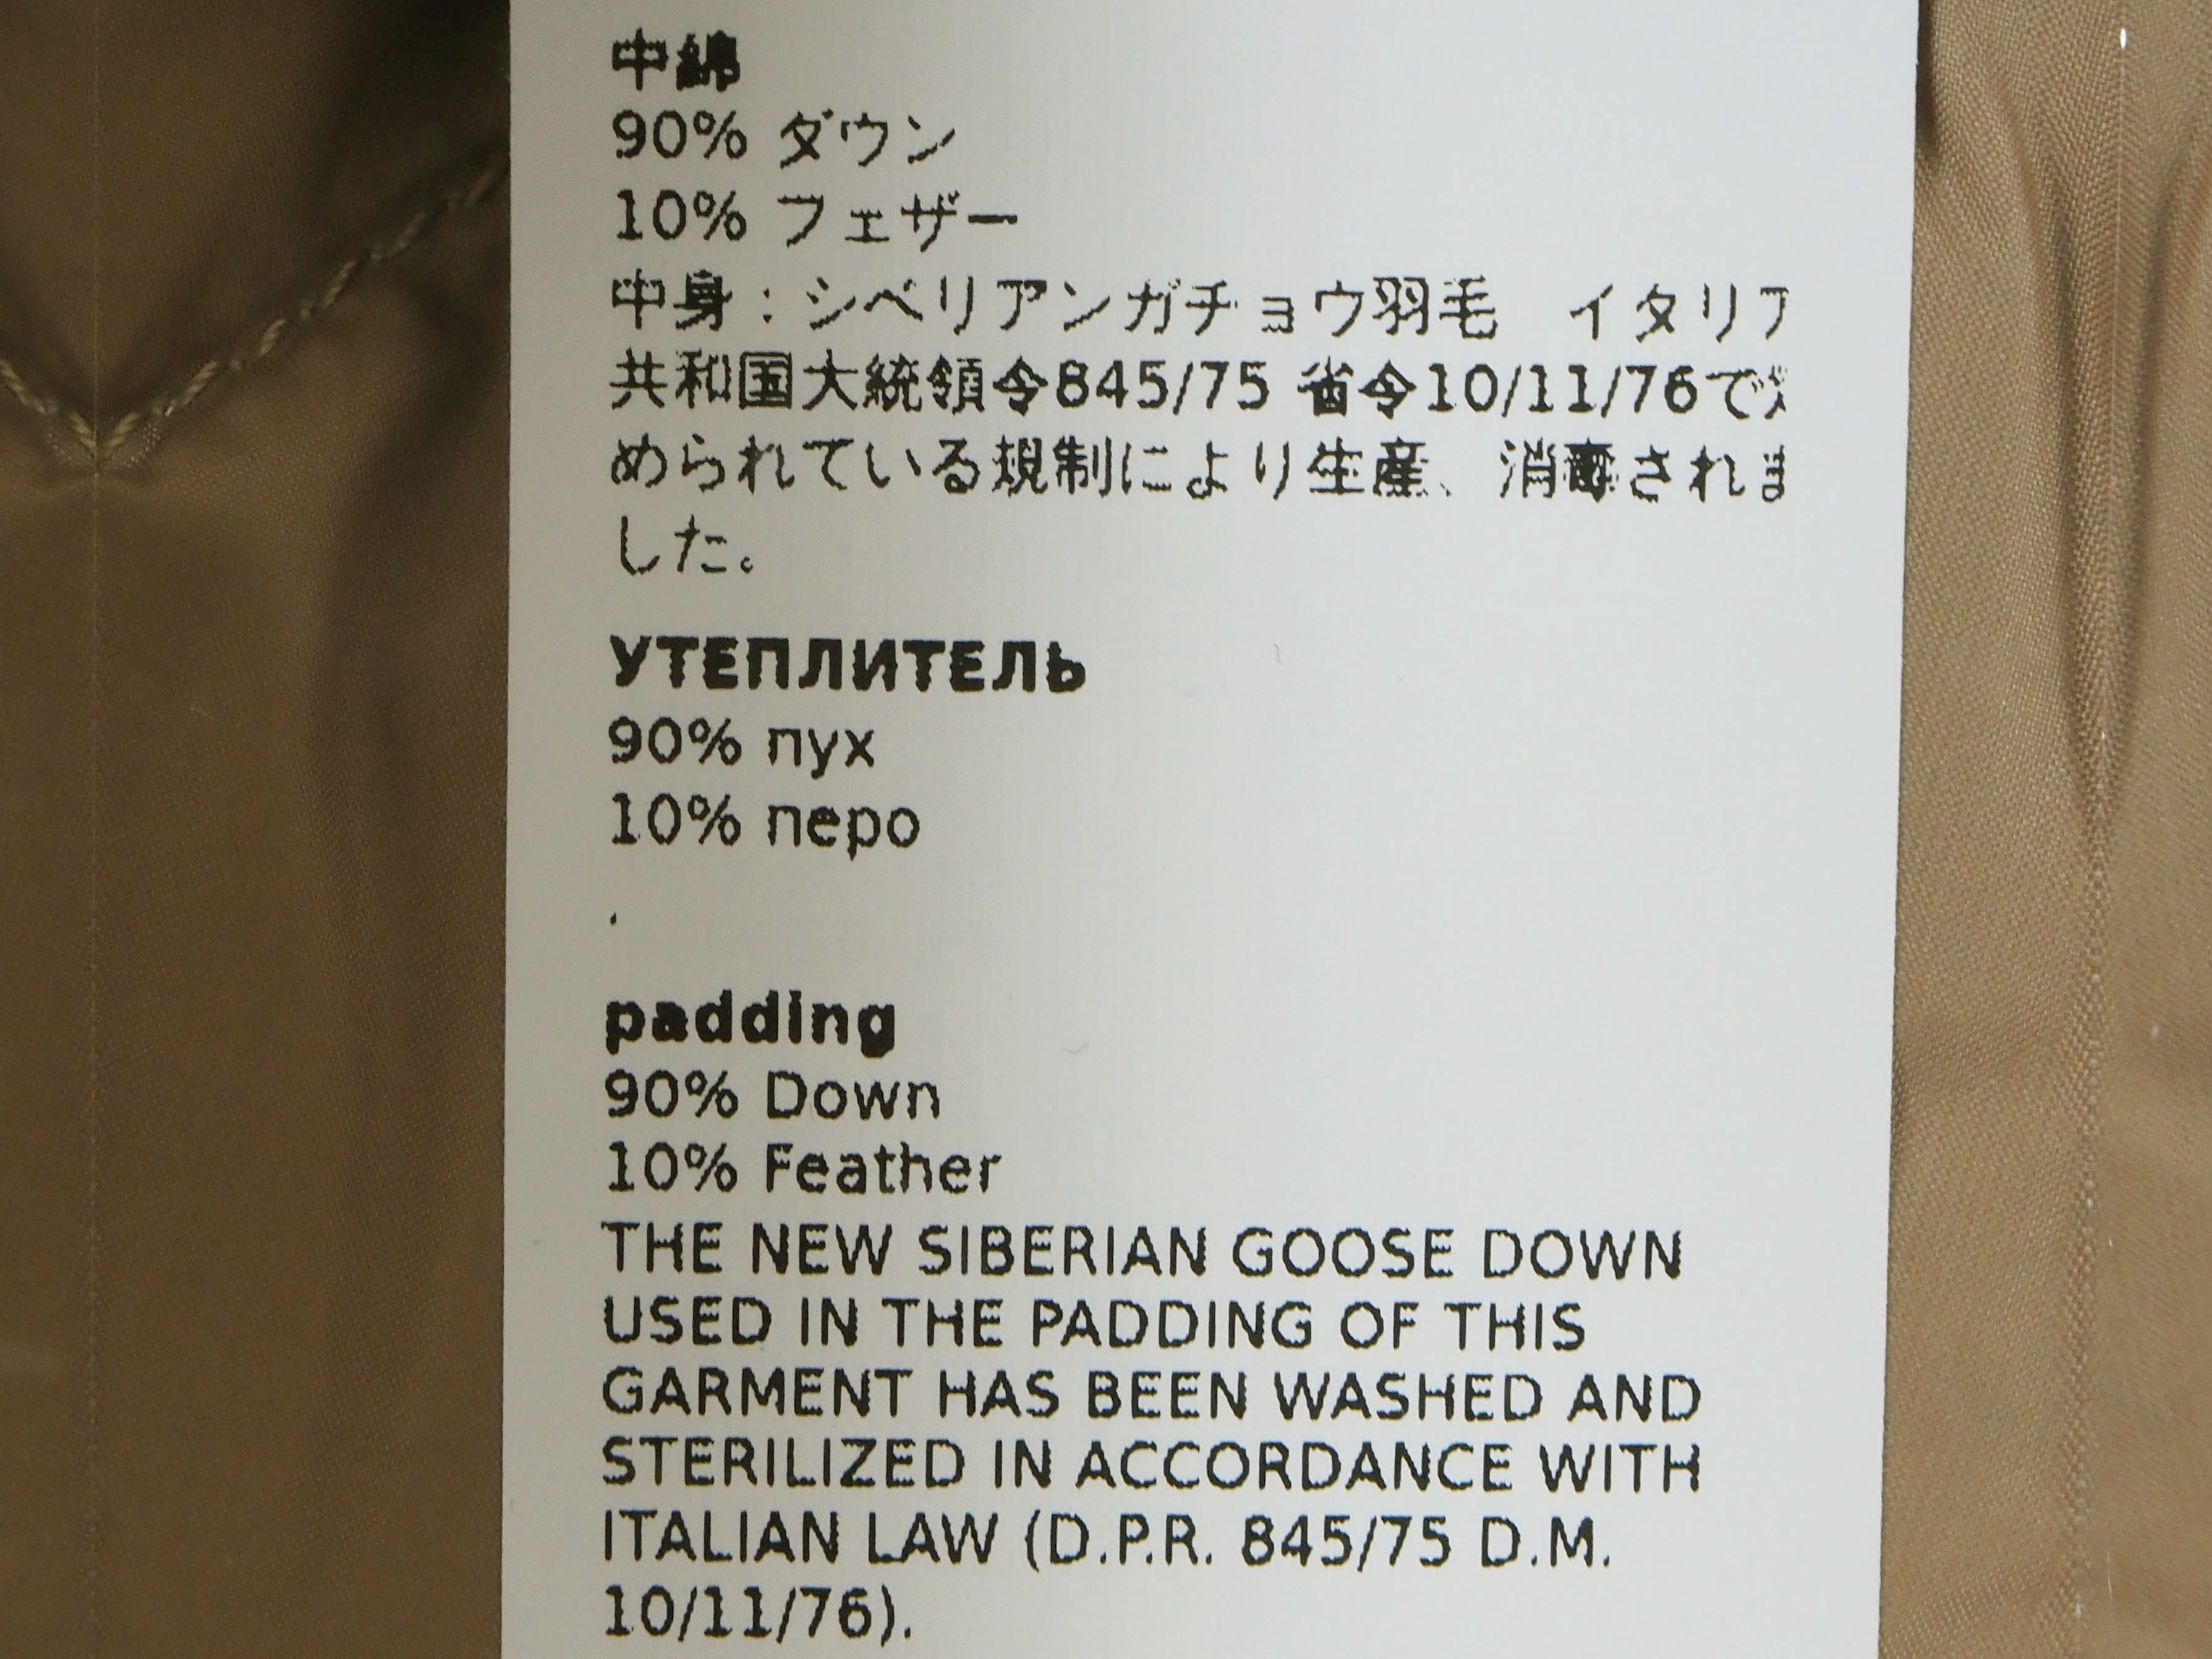 中綿
90% ダウン
10% フェザー
中身：シベリアンガチョウ羽毛　イタリア
共和国大統領令845/75 省令10/11/76で
められている規制により生産、消毒されま
した。
УТЕПЛИТЕЛЬ
90% пух
10% перо
.
padding
90% Down
10% Feather
THE NEW SIBERIAN GOOSE DOWN
USED IN THE PADDING OF THIS
GARMENT HAS BEEN WASHED AND
STERILIZED IN ACCORDANCE WITH
ITALIAN LAW (D.P.R. 845/75 D.M.
10/11/76).